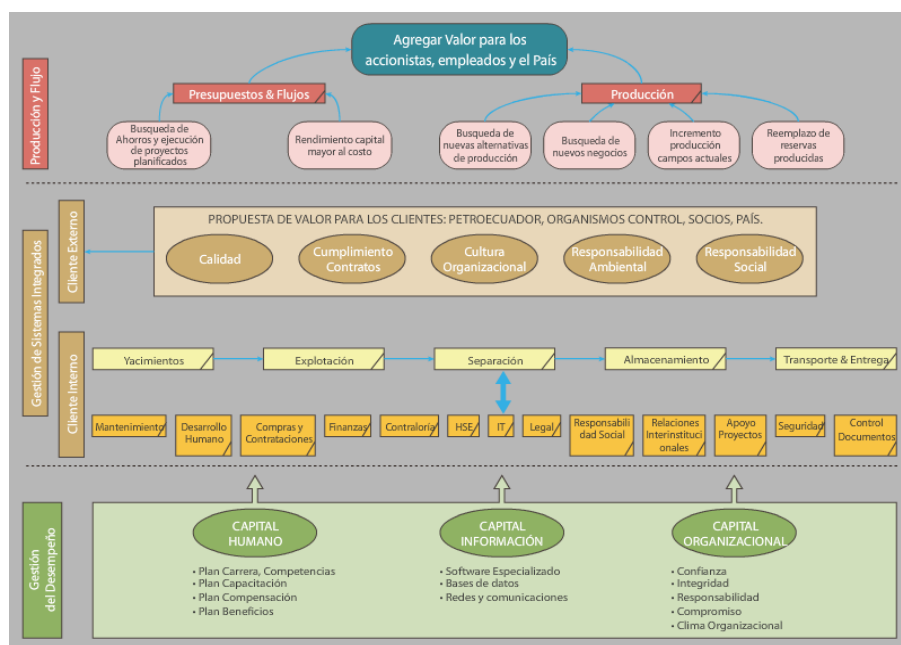 Agregar Valor para los
accionistas, empleados y el País
Producción y Flujo
Presupuestos & Flujos
Producción
Busqueda de
Ahorros y ejecución
de proyectos
planificados
Rendimiento capital
mayor al costo
Busqueda de
nuevas alternativas
de producción
Busqueda de
nuevos negocios
Incremento
producción
campos actuales
Reemplazo de
reservas
producidas
Gestión de Sistemas Integrados
Cliente Externo
PROPUESTA DE VALOR PARA LOS CLIENTES: PETROECUADOR, ORGANISMOS CONTROL, SOCIOS, PAÍS.
Calidad
Cumplimiento
Contratos
Cultura
Organizacional
Responsabilidad
Ambiental
Responsabilidad
Social
Cliente Interno
Yacimientos
Explotación
Separación
Almacenamiento
Transporte & Entrega
Mantenimiento
Desarrollo
Humano
Compras y
Contrataciones
Finanzas
Contraloría
HSE
IT
Legal
Responsabili
dad Social
Relaciones
Interinstituci
onales
Apoyo
Proyectos
Seguridad
Control
Documentos
Gestión
del Desempeño
CAPITAL
HUMANO
• Plan Carrera, Competencias
• Plan Capacitación
• Plan Compensación
• Plan Beneficios
CAPITAL
INFORMACIÓN
• Software Especializado
• Bases de datos
• Redes y comunicaciones
CAPITAL
ORGANIZACIONAL
• Confianza
• Integridad
• Responsabilidad
• Compromiso
• Clima Organizacional